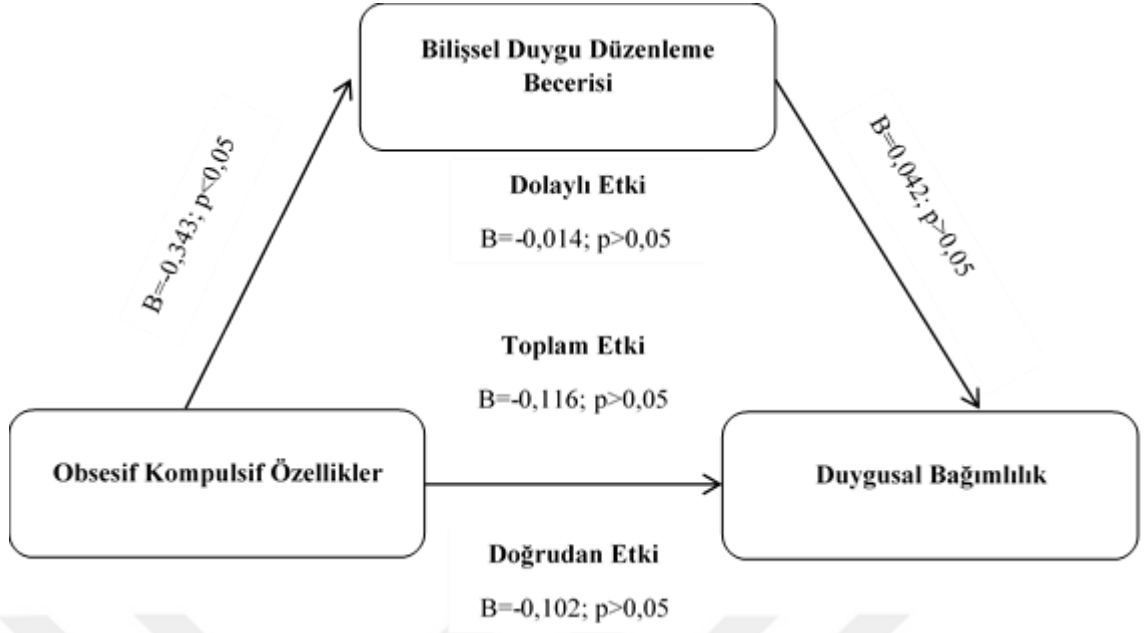 Bilişsel Duygu Düzenleme
Becerisi
B=-0,343; p<0,05
B=0,042; p>0,05
Dolaylı Etki
B=-0,014; p>0,05
Toplam Etki
B=-0,116; p>0,05
Obsesif Kompulsif Özellikler
Duygusal Bağımlılık
Doğrudan Etki
B=-0,102; p>0,05